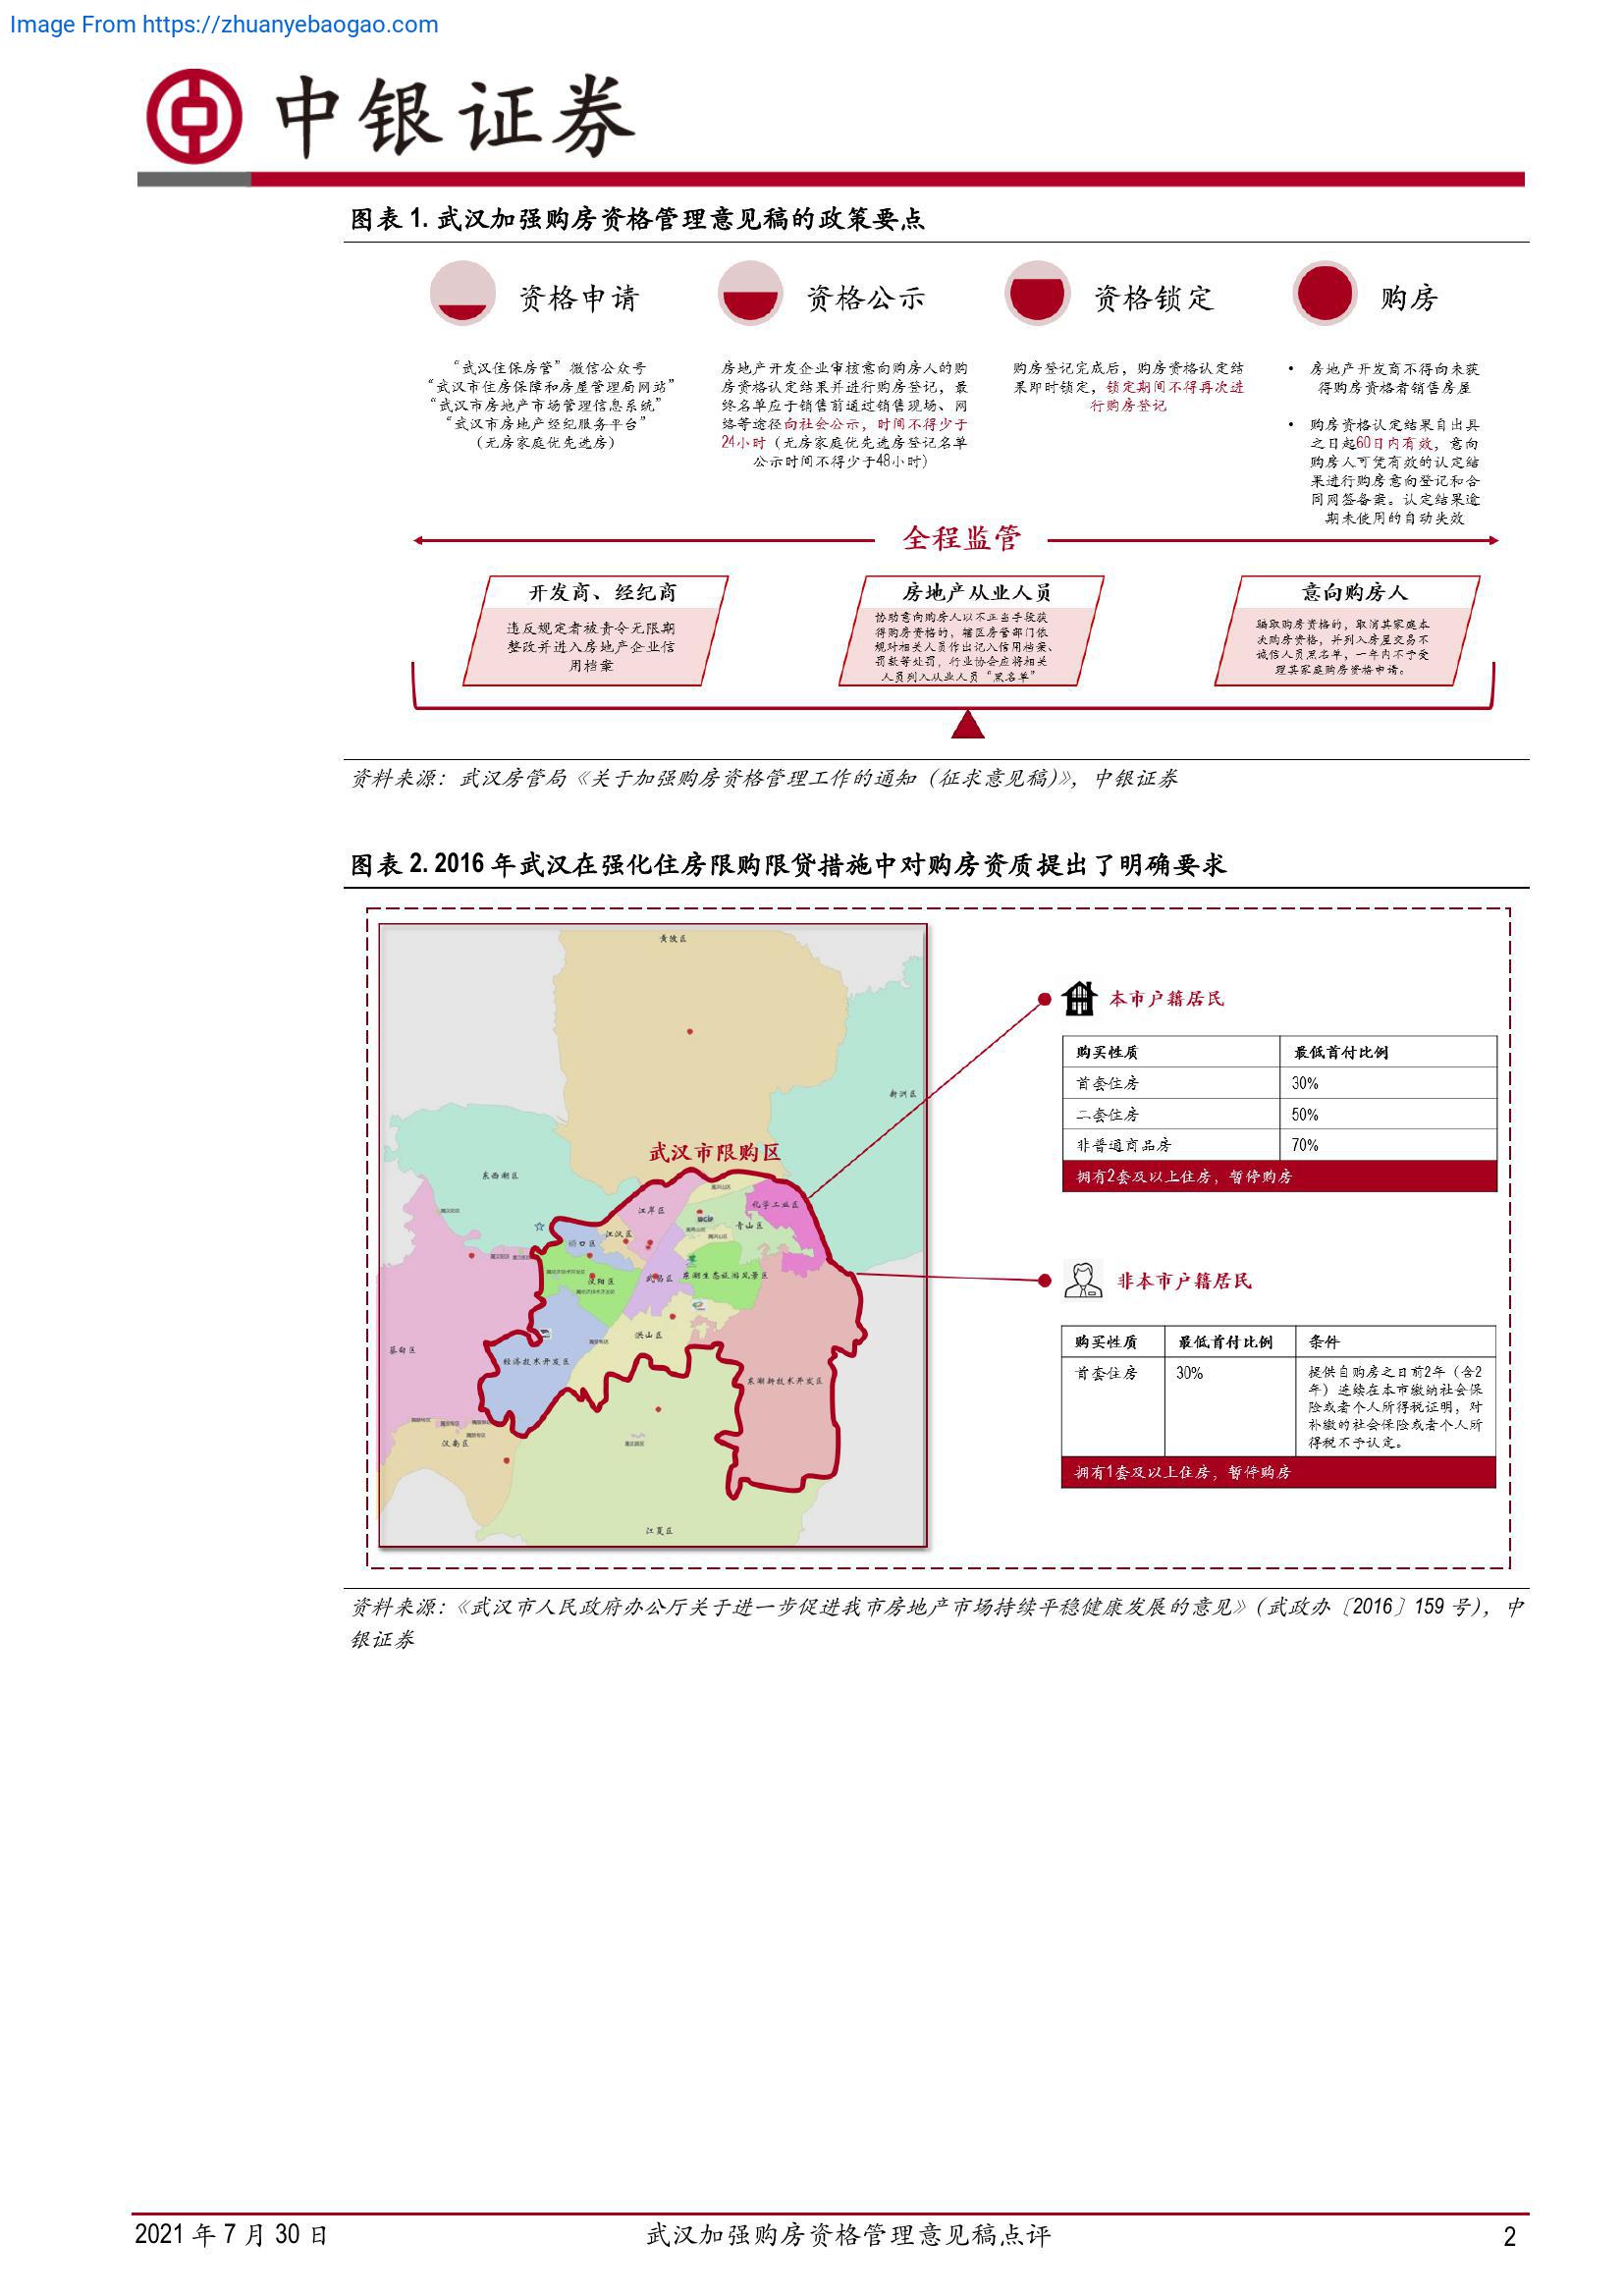 Image From https://zhuanyebaogao.com
中银证券
图表 1. 武汉加强购房资格管理意见稿的政策要点
资格申请
资格公示
资格锁定
购房
“武汉住保房管”微信公众号
“武汉市住房保障和房屋管理局网站”
“武汉市房地产市场管理信息系统”
“武汉市房地产经纪服务平台”
（无房家庭优先选房）
房地产开发企业审核意向购房人的购
房资格认定结果并进行购房登记，最
终名单应于销售前通过销售现场、网
络等途径向社会公示，时间不得少于
24小时（无房家庭优先选房登记名单
公示时间不得少于48小时）
购房登记完成后，购房资格认定结
果即时锁定，锁定期间不得再次进
行购房登记
• 房地产开发商不得向未获
得购房资格者销售房屋
• 购房资格认定结果自出具
之日起60日内有效，意向
购房人可凭有效的认定结
果进行购房意向登记和合
同网签备案。认定结果逾
期未使用的自动失效
全程监管
开发商、经纪商
违反规定者被责令无限期
整改并进入房地产企业信
用档案
房地产从业人员
协助意向购房人以不正当手段获
得购房资格的，辖区房管部门依
规对相关人员作出记入信用档案、
罚款等处罚，行业协会应将相关
人员列入从业人员“黑名单”
意向购房人
骗取购房资格的，取消其家庭本
次购房资格，并列入房屋交易不
诚信人员黑名单，一年内不予受
理其家庭购房资格申请。
资料来源：武汉房管局《关于加强购房资格管理工作的通知（征求意见稿）》，中银证券
图表 2. 2016 年武汉在强化住房限购限贷措施中对购房资质提出了明确要求
黄陂区
新洲区
武汉市限购区
东西湖区
江岸区
化学工业区
青山区
江汉区
硚口区
汉阳区
武昌区
东湖生态旅游风景区
洪山区
蔡甸区
经济技术开发区
东湖新技术开发区
汉南区
江夏区
本市户籍居民
购买性质 最低首付比例
首套住房 30%
二套住房 50%
非普通商品房 70%
拥有2套及以上住房，暂停购房
非本市户籍居民
购买性质 最低首付比例 条件
首套住房 30% 提供自购房之日前2年（含2
年）连续在本市缴纳社会保
险或者个人所得税证明，对
补缴的社会保险或者个人所
得税不予认定。
拥有1套及以上住房，暂停购房
资料来源：《武汉市人民政府办公厅关于进一步促进我市房地产市场持续平稳健康发展的意见》（武政办〔2016〕159 号），中
银证券
2021 年 7 月 30 日
武汉加强购房资格管理意见稿点评
2